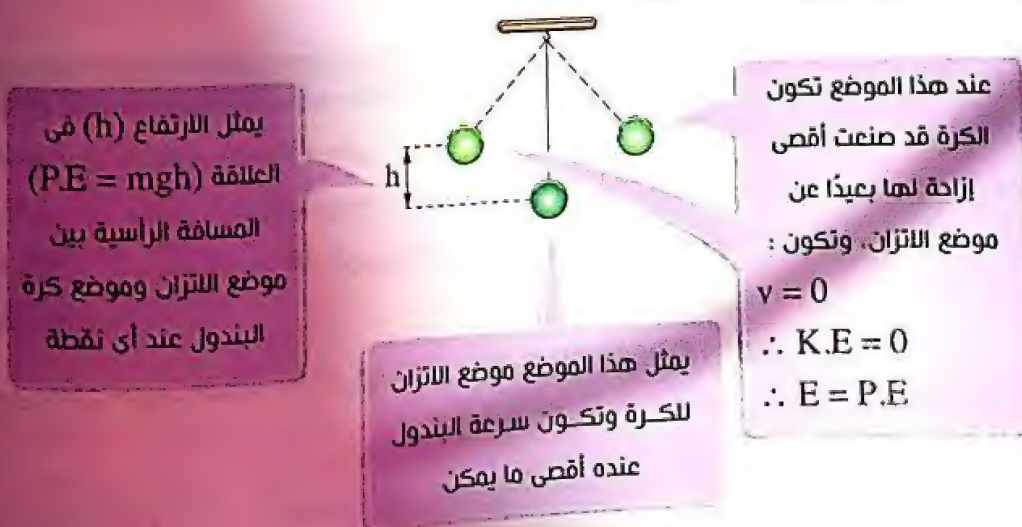 عند هذا الموضع تكون
الكرة قد صنعت أقصى
إزاحة لها بعيدًا عن
موضع الاتزان، وتكون :
v = 0
∴ K.E = 0
∴ E = P.E
يمثل الارتفاع (h) فى
العلاقة (P.E = mgh)
المسافة الرأسية بين
موضع الاتزان وموضع كرة
البندول عند أى نقطة
h
يمثل هذا الموضع موضع الاتزان
للكرة وتكون سرعة البندول
عنده أقصى ما يمكن